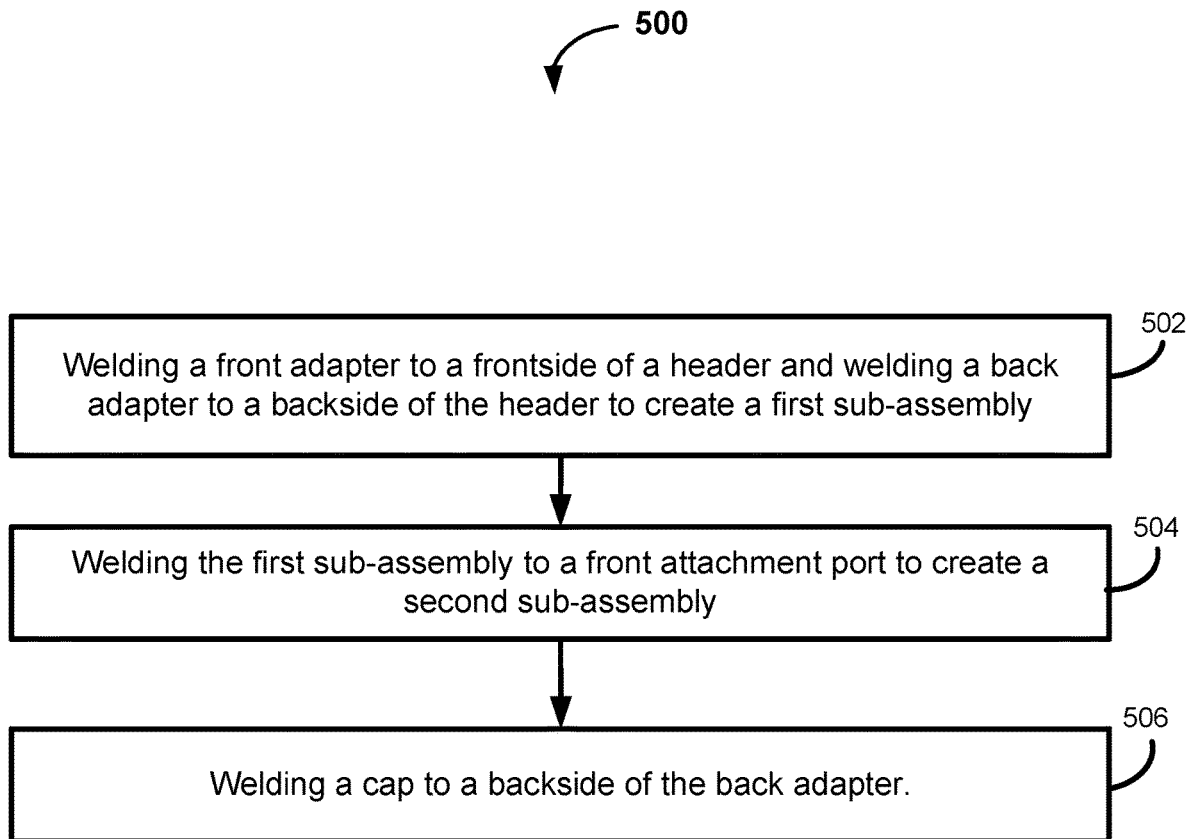 500
502
Welding a front adapter to a frontside of a header and welding a back
adapter to a backside of the header to create a first sub-assembly
504
Welding the first sub-assembly to a front attachment port to create a
second sub-assembly
506
Welding a cap to a backside of the back adapter.